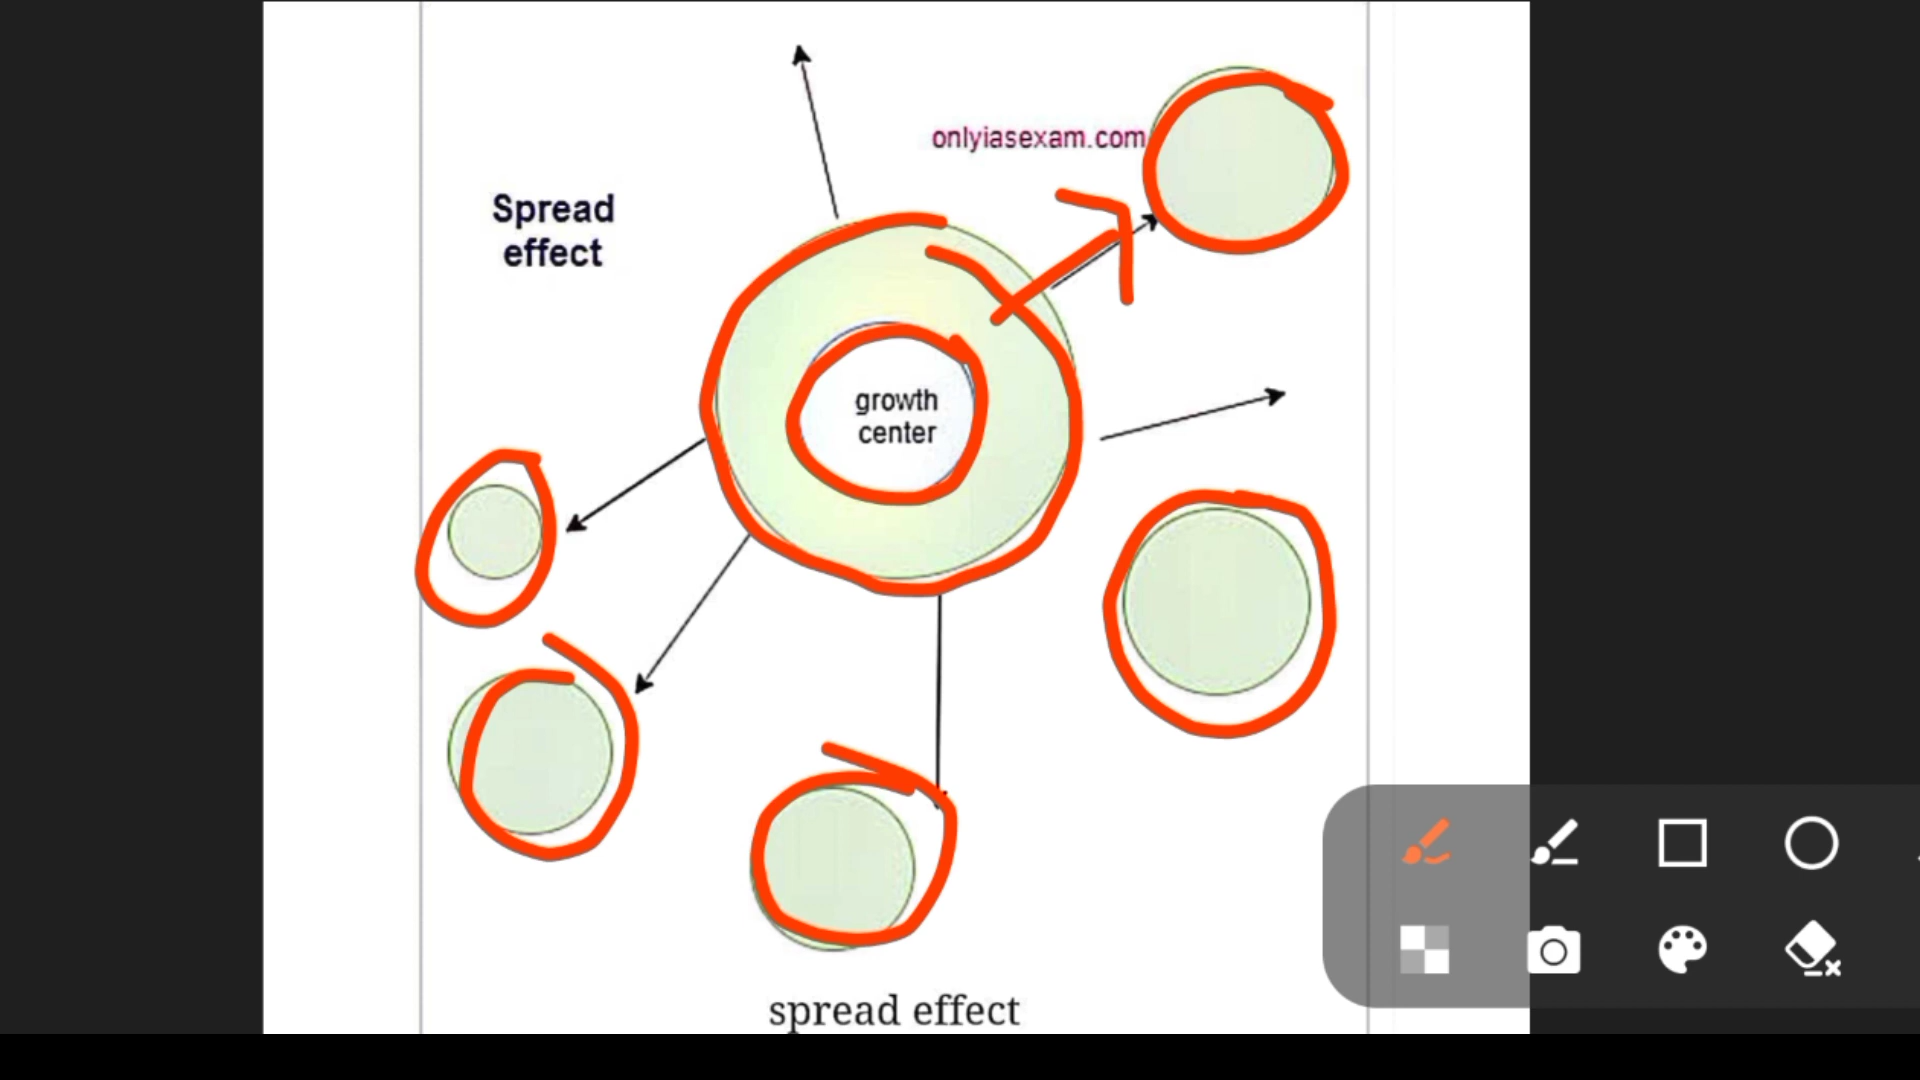 onlyiasexam.com
Spread
effect
growth
center
spread effect